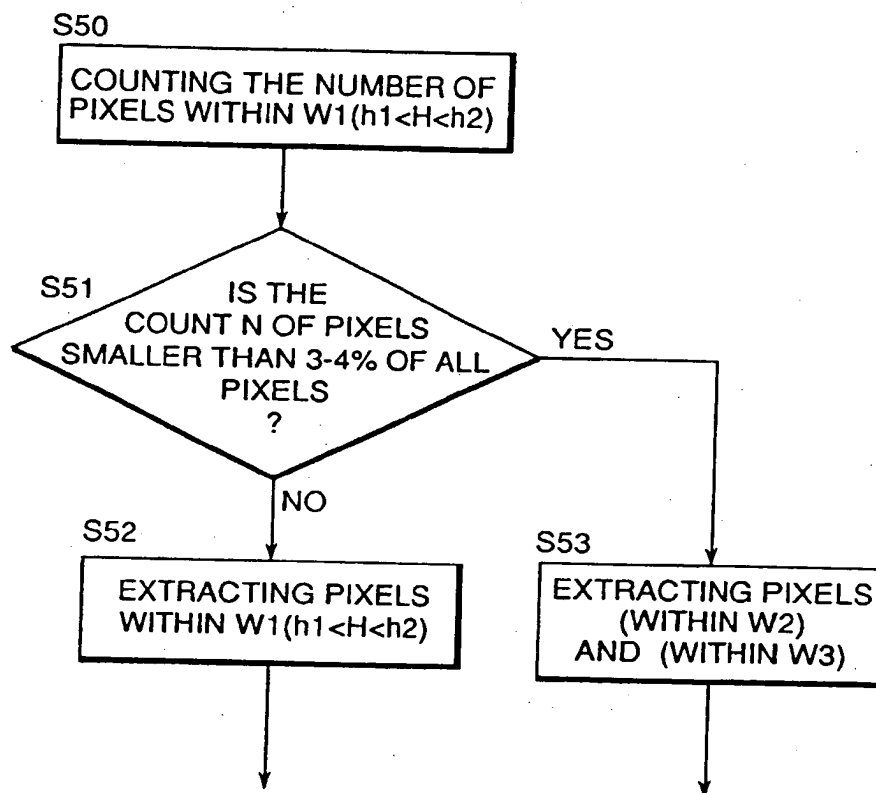 S50
COUNTING THE NUMBER OF
PIXELS WITHIN W1(h1<H<h2)
S51
IS THE
COUNT N OF PIXELS
SMALLER THAN 3-4% OF ALL
PIXELS
?
YES
NO
S52
EXTRACTING PIXELS
WITHIN W1(h1<H<h2)
S53
EXTRACTING PIXELS
(WITHIN W2)
AND (WITHIN W3)